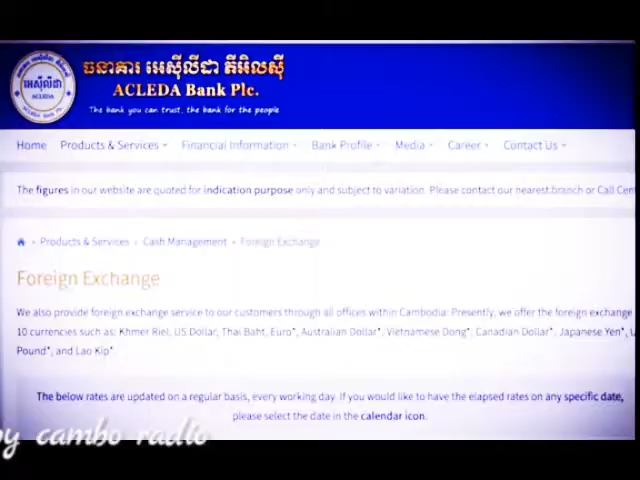 ធនាគារ អេស៊ីលីដា ភីអិលស៊ី
ACLEDA Bank Plc.
The bank you can trust, the bank for the people
អេស៊ីលីដា
ACLEDA
Home Products & Services Financial Information Bank Profile Media Career Contact Us
The figures in our website are quoted for indication purpose only and subject to variation. Please contact our nearest branch or Call Cen
Products & Services Cash Management Foreign Exchange
Foreign Exchange
We also provide foreign exchange service to our customers through all offices within Cambodia. Presently, we offer the foreign exchange
10 currencies such as: Khmer Riel, US Dollar, Thai Baht, Euro*, Australian Dollar*, Vietnamese Dong*, Canadian Dollar*, Japanese Yen*, U
Pound*, and Lao Kip*.
The below rates are updated on a regular basis, every working day. If you would like to have the elapsed rates on any specific date,
please select the date in the calendar icon.
by cambo radio